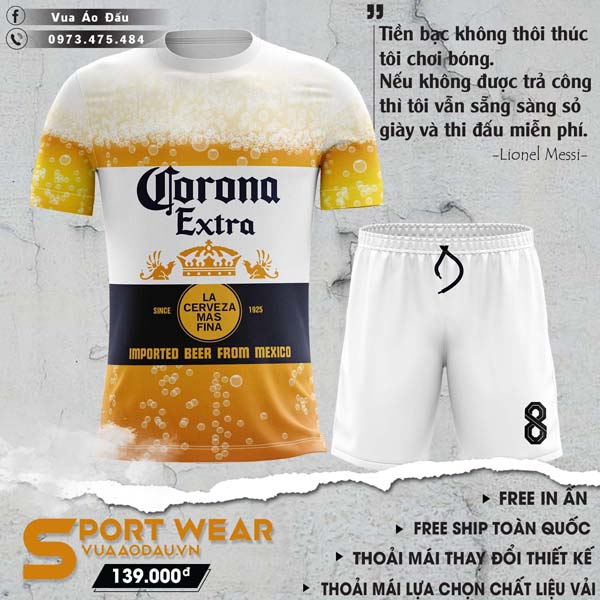 Vua Áo Đấu
0973.475.484
"
Tiền bạc không thôi thúc
tôi chơi bóng.
Nếu không được trả công
thì tôi vẫn sẵng sàng sỏ
giày và thi đấu miễn phí.
-Lionel Messi-
Corona
Extra
SINCE
LA
CERVEZA
MAS
FINA
1925
IMPORTED BEER FROM MEXICO
8
SPORT WEAR
VUAAODAU.VN
139.000đ
FREE IN ẤN
FREE SHIP TOÀN QUỐC
THOẢI MÁI THAY ĐỔI THIẾT KẾ
THOẢI MÁI LỰA CHỌN CHẤT LIỆU VẢI